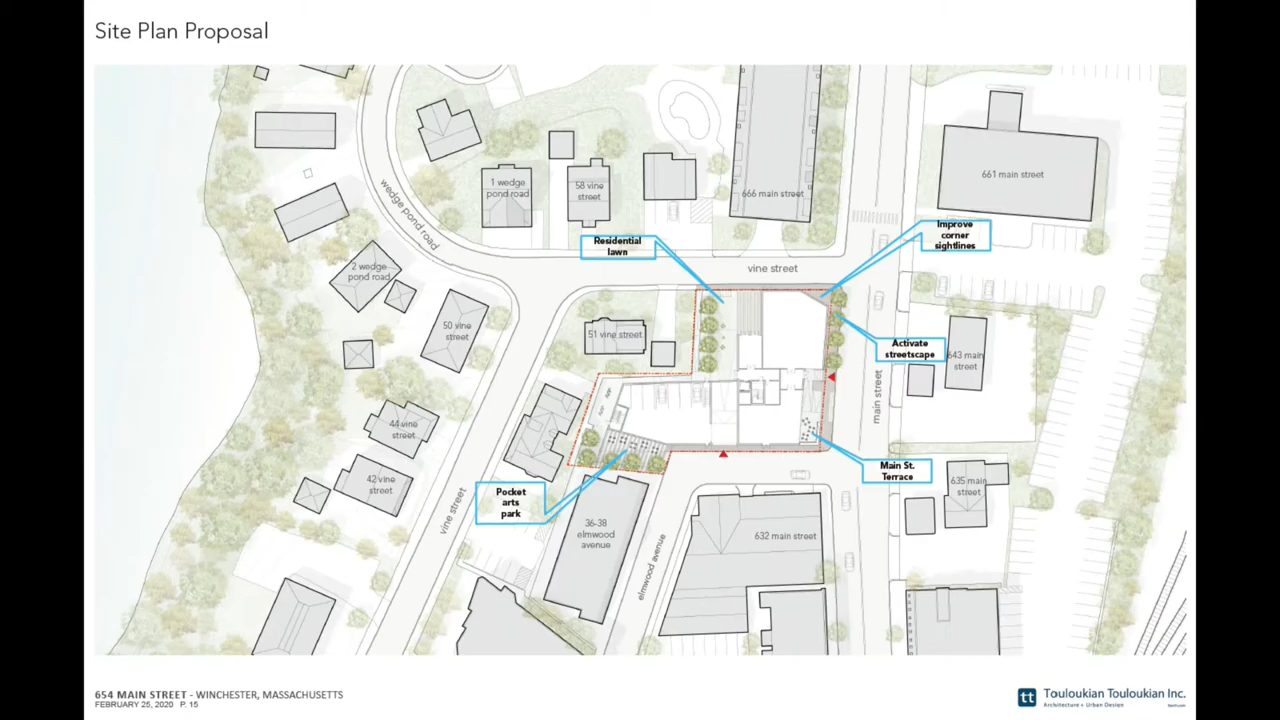 Site Plan Proposal
1 wedge
pond road
58 vine
street
666 main street
661 main street
wedge pond road
Residential
lawn
Improve
corner
sightlines
2 wedge
pond road
vine street
50 vine
street
51 vine street
Activate
streetscape
643 main
street
main street
44 vine
street
Main St.
Terrace
42 vine
street
635 main
street
Pocket
arts
park
vine street
36-38
elmwood
avenue
632 main street
elmwood avenue
654 MAIN STREET - WINCHESTER, MASSACHUSETTS
FEBRUARY 25, 2020 P. 15
tt
Touloukian Touloukian Inc.
Architecture + Urban Design